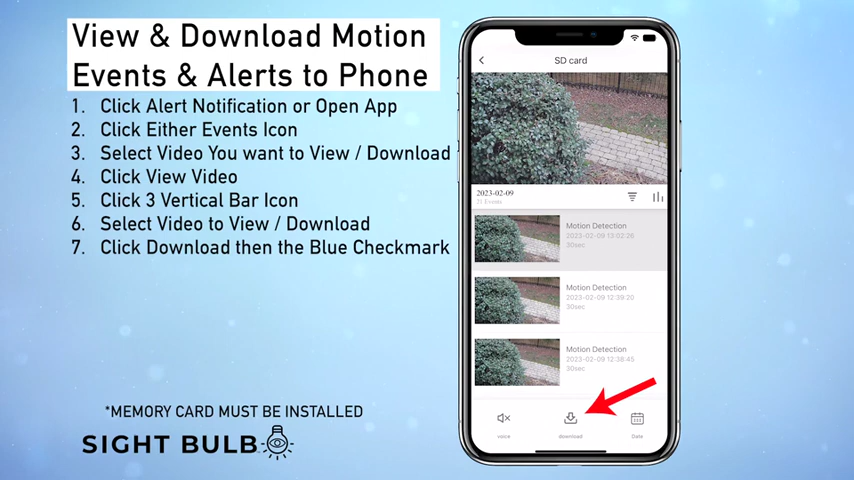 View & Download Motion
Events & Alerts to Phone
1. Click Alert Notification or Open App
2. Click Either Events Icon
3. Select Video You want to View / Download
4. Click View Video
5. Click 3 Vertical Bar Icon
6. Select Video to View / Download
7. Click Download then the Blue Checkmark
*MEMORY CARD MUST BE INSTALLED
SIGHT BULB
SD card
2023-02-09
21 Events
Motion Detection
2023-02-09 13:02:26
30sec
Motion Detection
2023-02-09 12:39:20
30sec
Motion Detection
2023-02-09 12:38:45
30sec
voice
download
Date